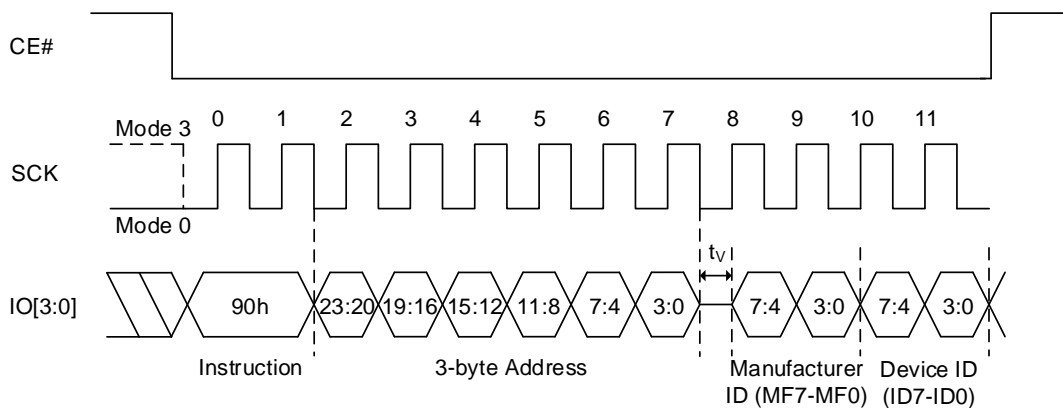 CE#
0 1 2 3 4 5 6 7 8 9 10 11
Mode 3
SCK
Mode 0
tV
IO[3:0] 90h 23:20 19:16 15:12 11:8 7:4 3:0 7:4 3:0 7:4 3:0
Instruction 3-byte Address Manufacturer Device ID
ID (MF7-MF0) (ID7-ID0)